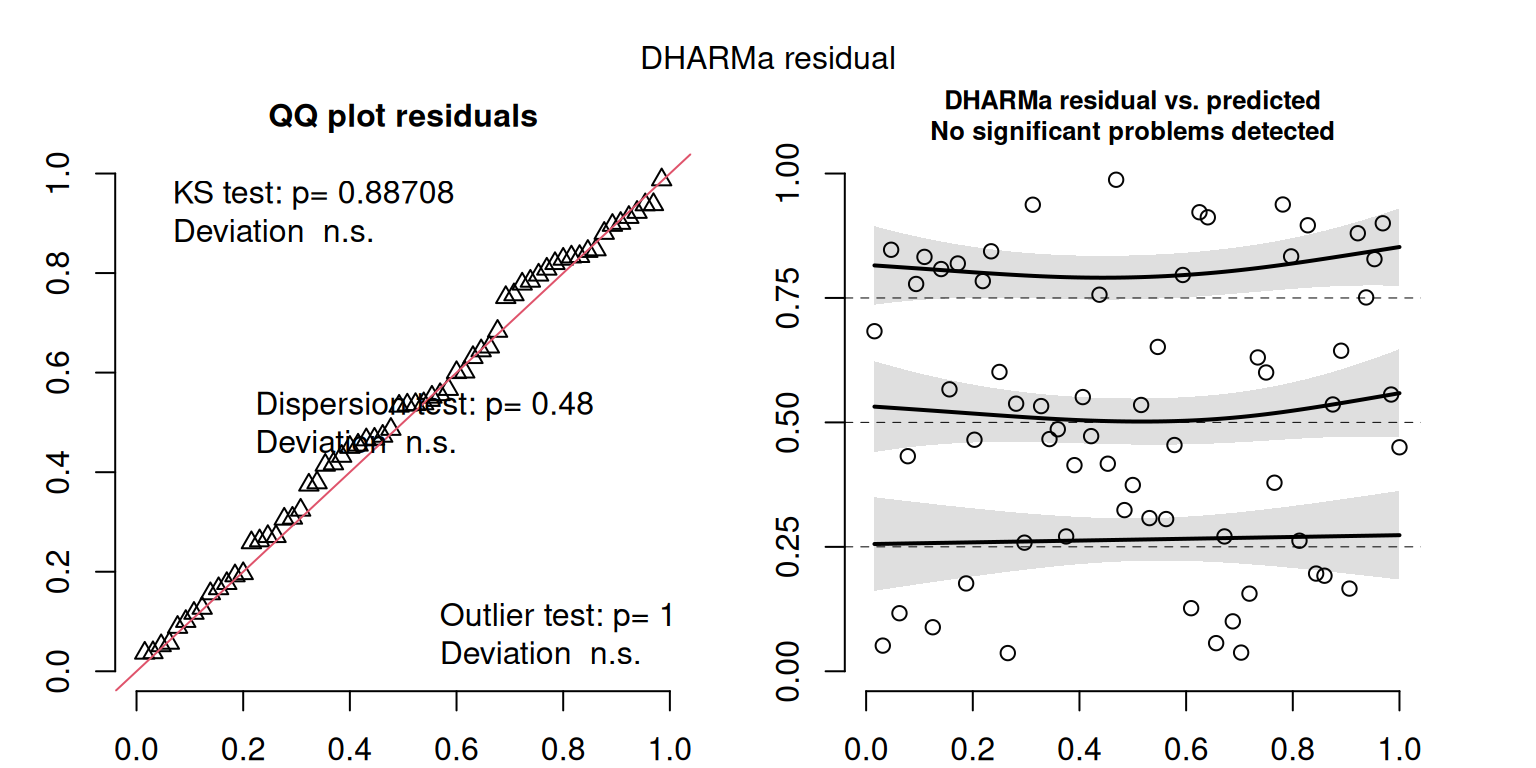 DHARMa residual
QQ plot residuals
KS test: p= 0.88708
Deviation  n.s.
Dispersion test: p= 0.48
Deviation  n.s.
Outlier test: p= 1
Deviation  n.s.
1.0
0.8
0.6
0.4
0.2
0.0
0.0 0.2 0.4 0.6 0.8 1.0
DHARMa residual vs. predicted
No significant problems detected
1.00
0.75
0.50
0.25
0.00
0.0 0.2 0.4 0.6 0.8 1.0